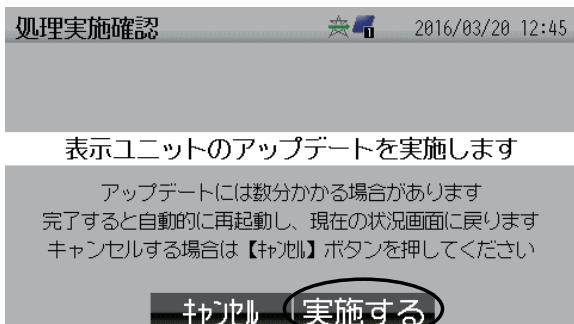 処理実施確認 1 2016/03/20 12:45
表示ユニットのアップデートを実施します
アップデートには数分かかる場合があります
完了すると自動的に再起動し、現在の状況画面に戻ります
キャンセルする場合は【ｷｬﾝｾﾙ】ボタンを押してください
ｷｬﾝｾﾙ 実施する